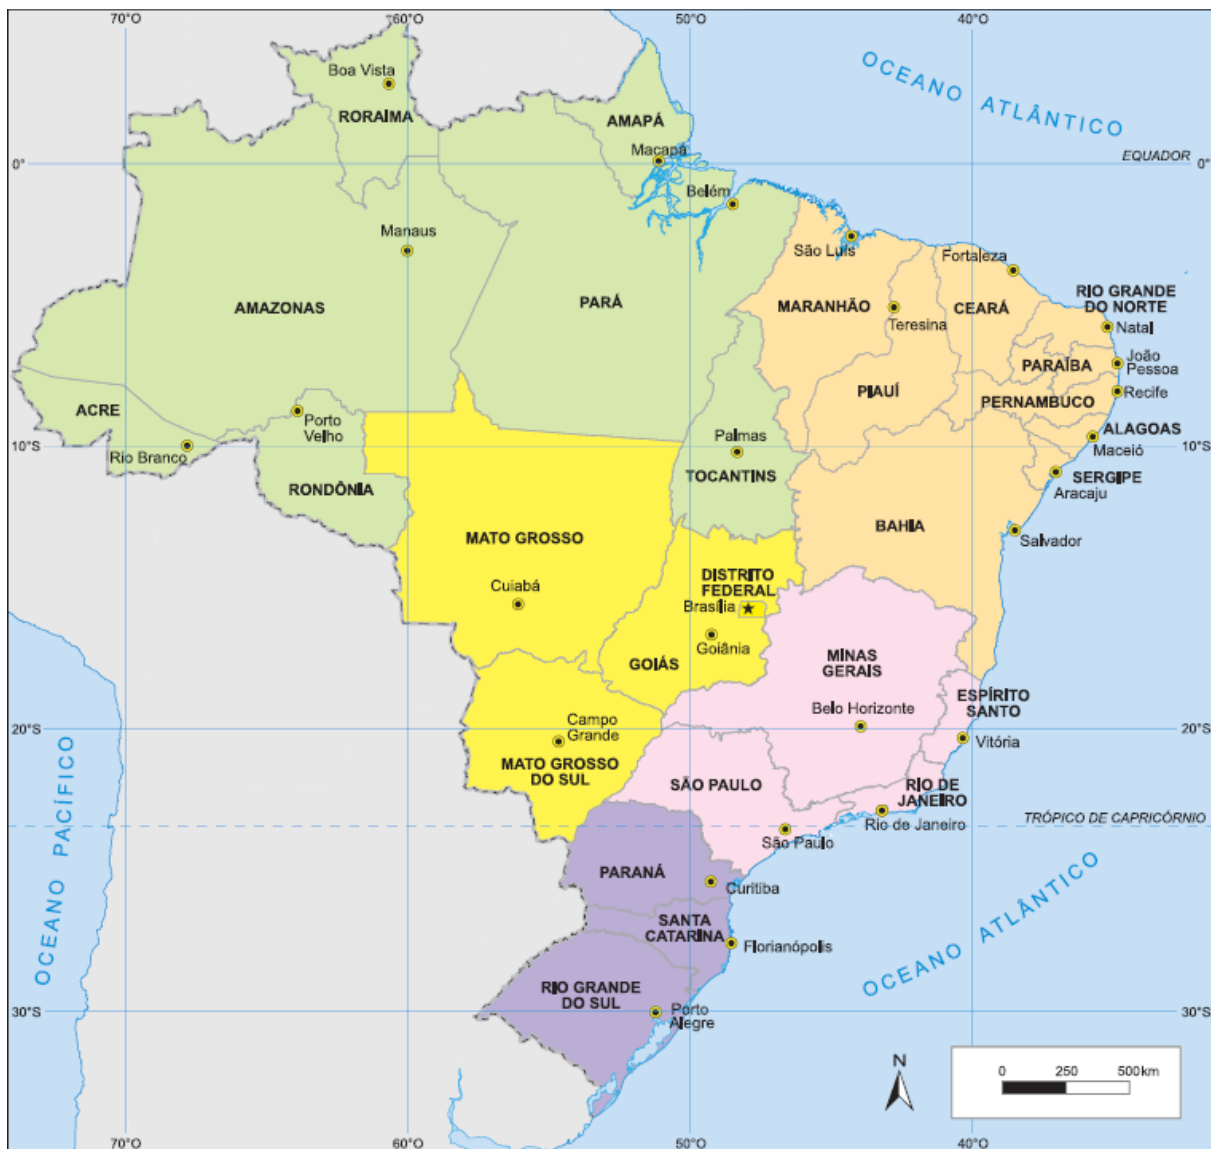 70°O
60°O
50°O
40°O
OCEANO ATLÂNTICO
Boa Vista
RORAIMA
AMAPÁ
Macapá
EQUADOR
0°
0°
Belém
Manaus
São Luís
Fortaleza
AMAZONAS
PARÁ
MARANHÃO
Teresina
CEARÁ
RIO GRANDE
DO NORTE
Natal
João
Pessoa
PARAÍBA
PIAUÍ
Recife
PERNAMBUCO
ACRE
Porto
Velho
Rio Branco
ALAGOAS
Maceió
10°S
10°S
Palmas
TOCANTINS
SERGIPE
Aracaju
RONDÔNIA
BAHIA
Salvador
MATO GROSSO
Cuiabá
DISTRITO
FEDERAL
Brasília
Goiânia
GOIÁS
MINAS
GERAIS
Belo Horizonte
ESPÍRITO
SANTO
Vitória
20°S
20°S
Campo
Grande
MATO GROSSO
DO SUL
SÃO PAULO
RIO DE
JANEIRO
Rio de Janeiro
TRÓPICO DE CAPRICÓRNIO
São Paulo
OCEANO PACÍFICO
PARANÁ
Curitiba
SANTA
CATARINA
Florianópolis
OCEANO ATLÂNTICO
RIO GRANDE
DO SUL
Porto
Alegre
30°S
30°S
N
0 250 500 km
70°O
60°O
50°O
40°O